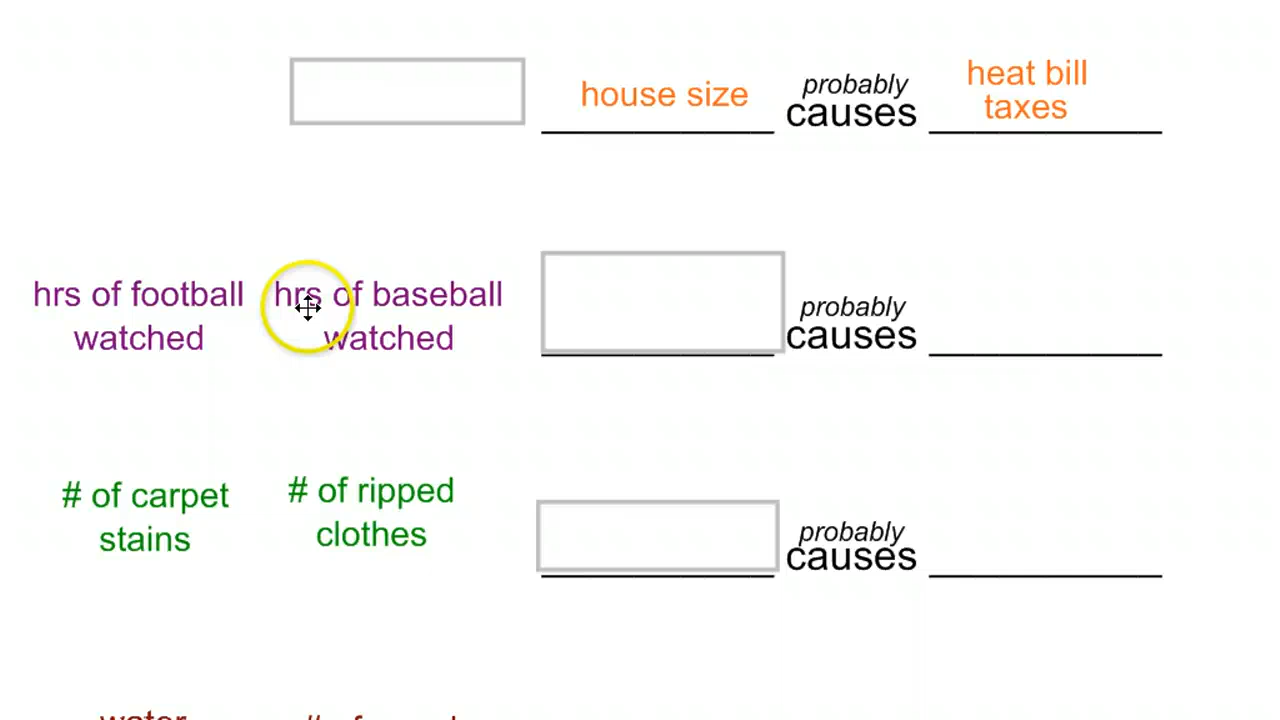 house size
probably
causes
heat bill
taxes
hrs of football
watched
hrs of baseball
watched
probably
causes
# of carpet
stains
# of ripped
clothes
probably
causes
water